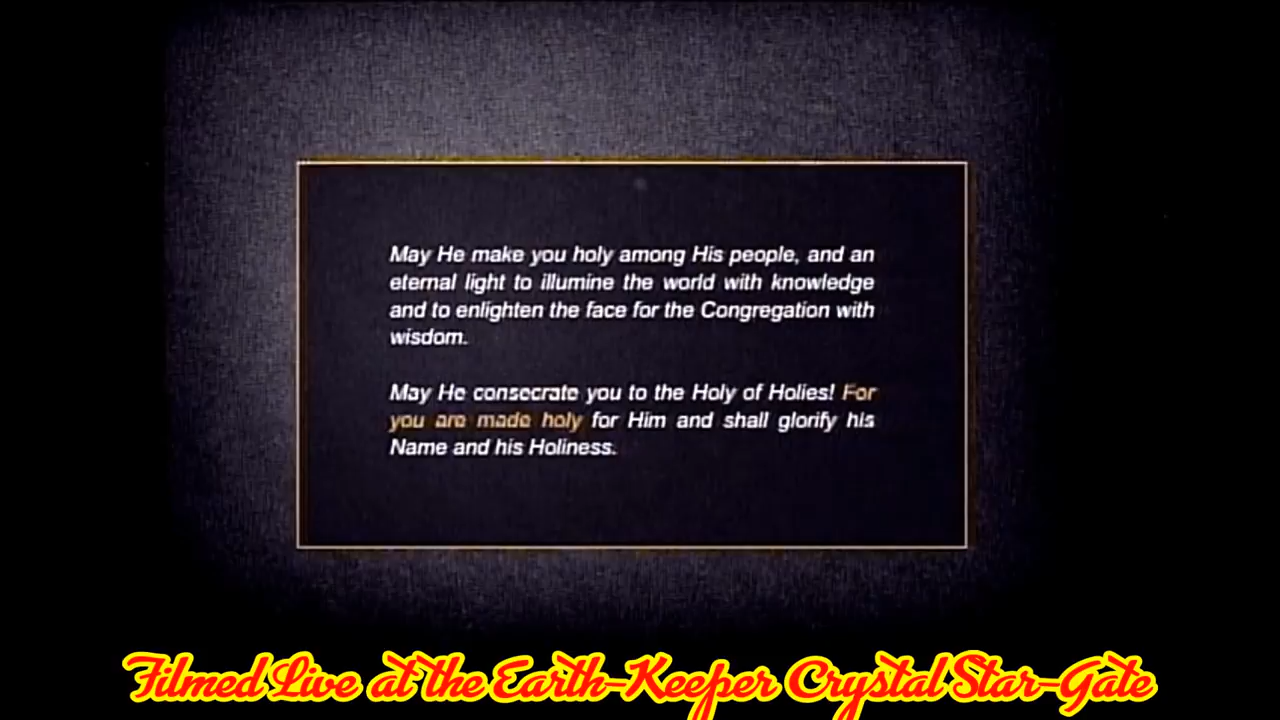 May He make you holy among His people, and an
eternal light to illumine the world with knowledge
and to enlighten the face for the Congregation with
wisdom.
May He consecrate you to the Holy of Holies! For
you are made holy for Him and shall glorify his
Name and his Holiness.
Filmed Live at the Earth-Keeper Crystal Star-Gate